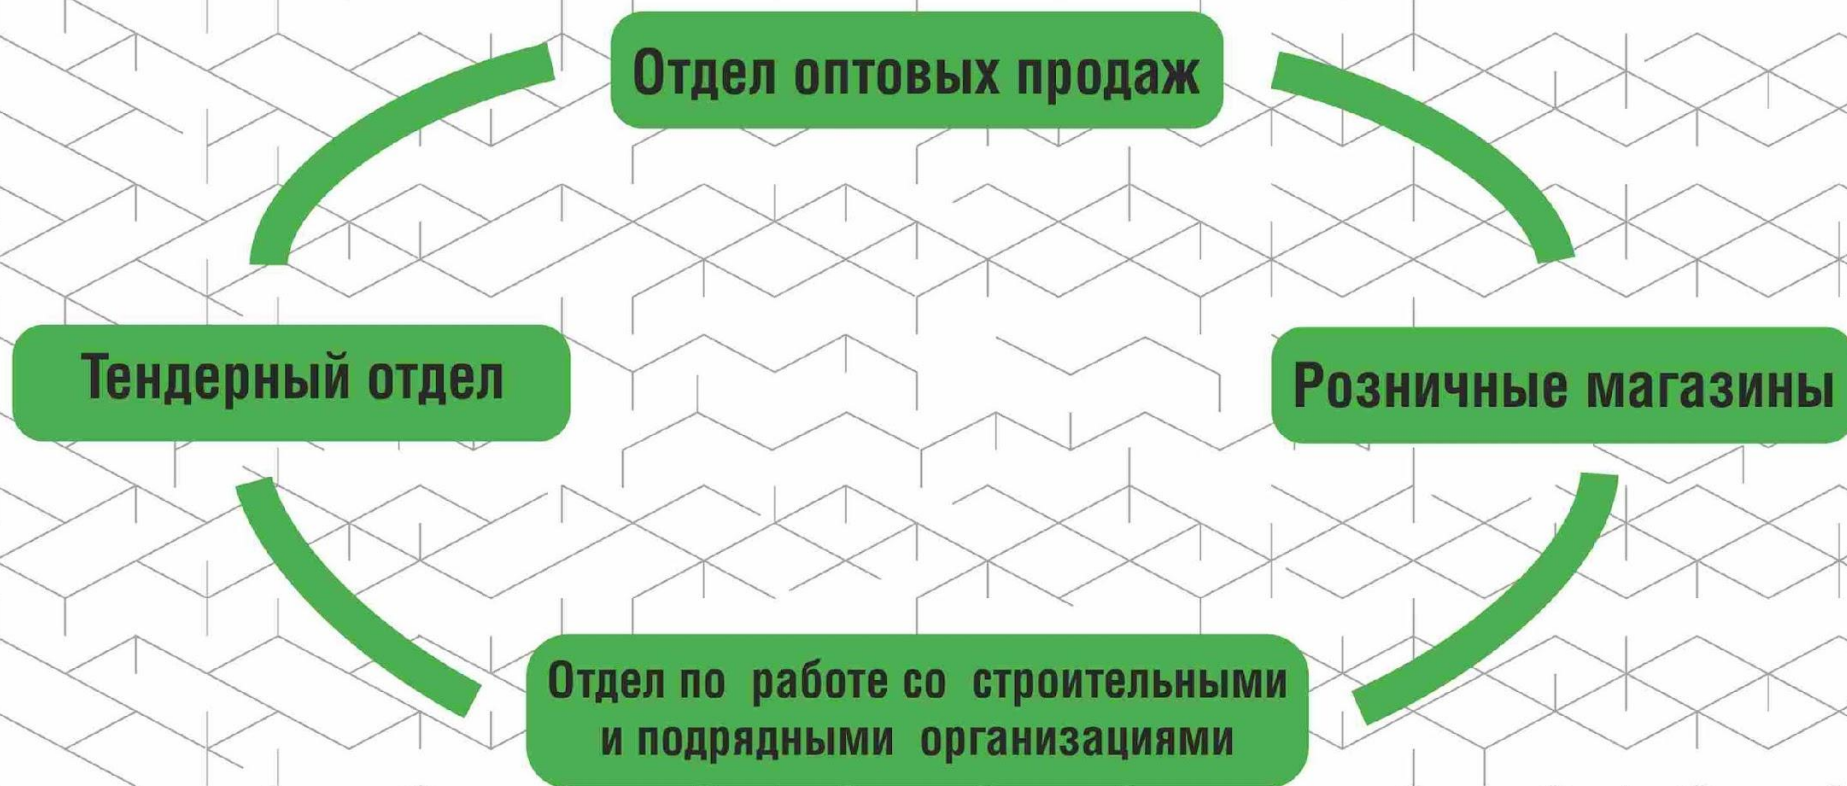 Отдел оптовых продаж
Тендерный отдел
Розничные магазины
Отдел по работе со строительными
и подрядными организациями